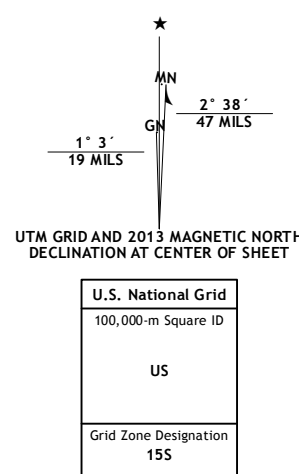 ★
MN
2° 38´
47 MILS
GN
1° 3´
19 MILS
UTM GRID AND 2013 MAGNETIC NORTH
DECLINATION AT CENTER OF SHEET
U.S. National Grid
100,000-m Square ID
US
Grid Zone Designation
15S